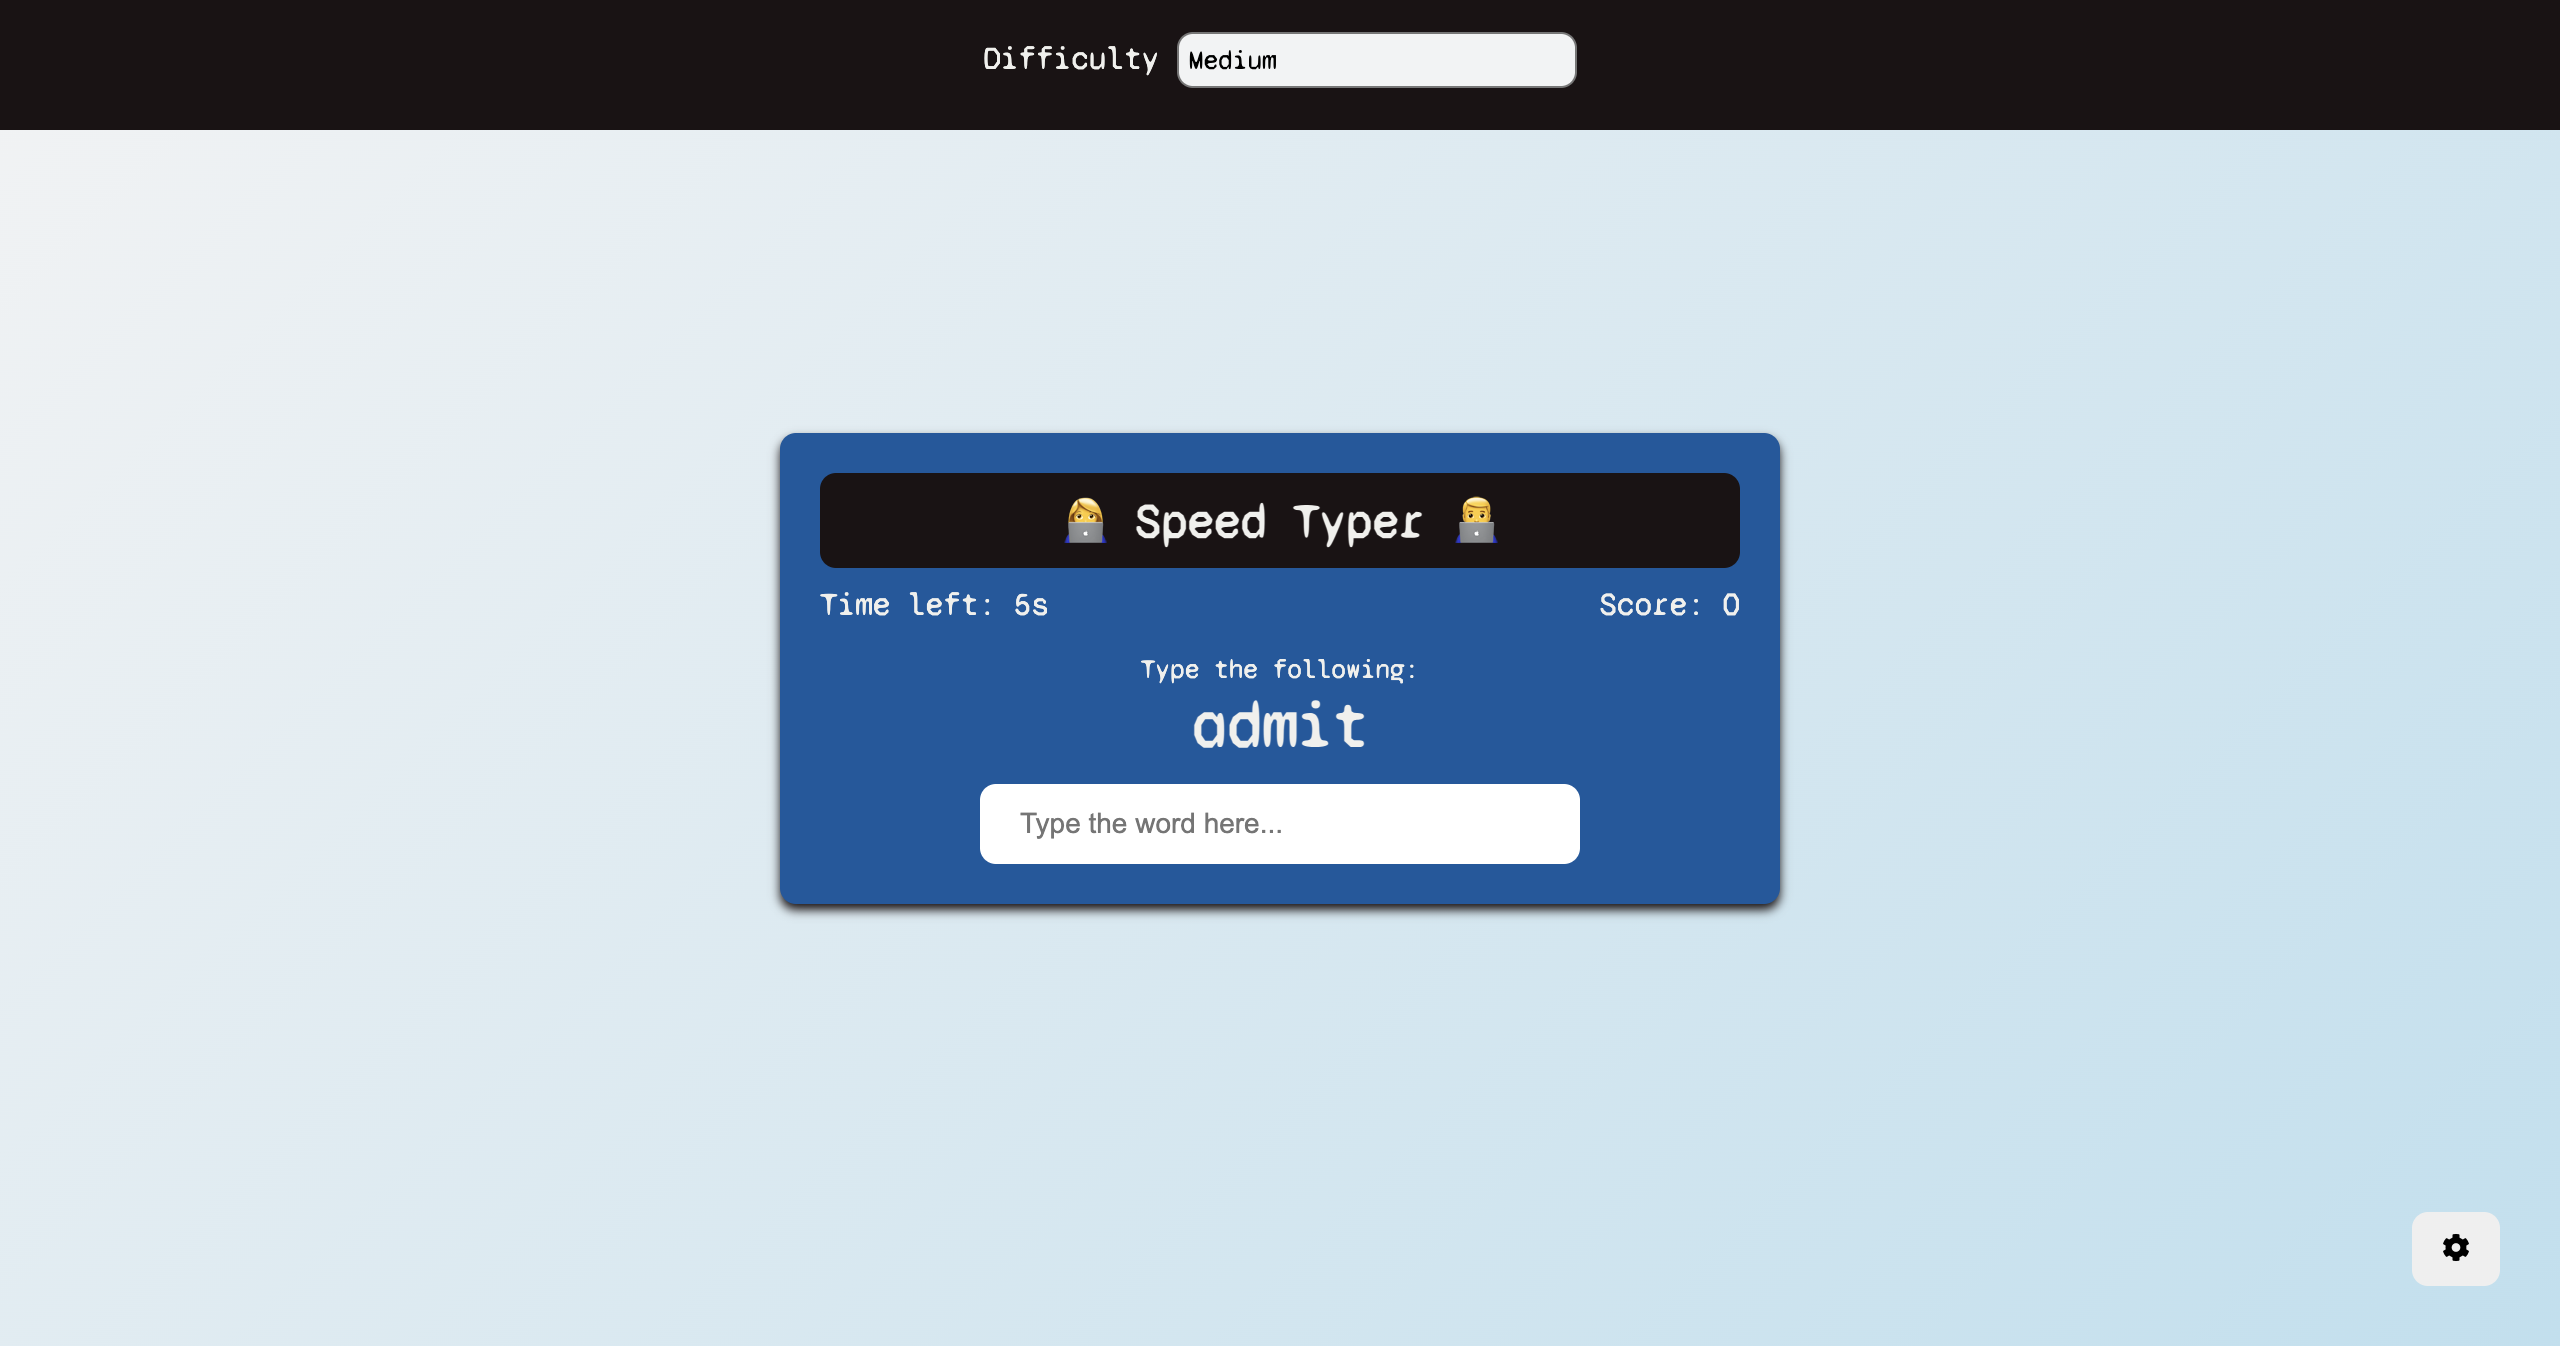 Difficulty Medium
Speed Typer
Time left: 5s Score: 0
Type the following:
admit
Type the word here...